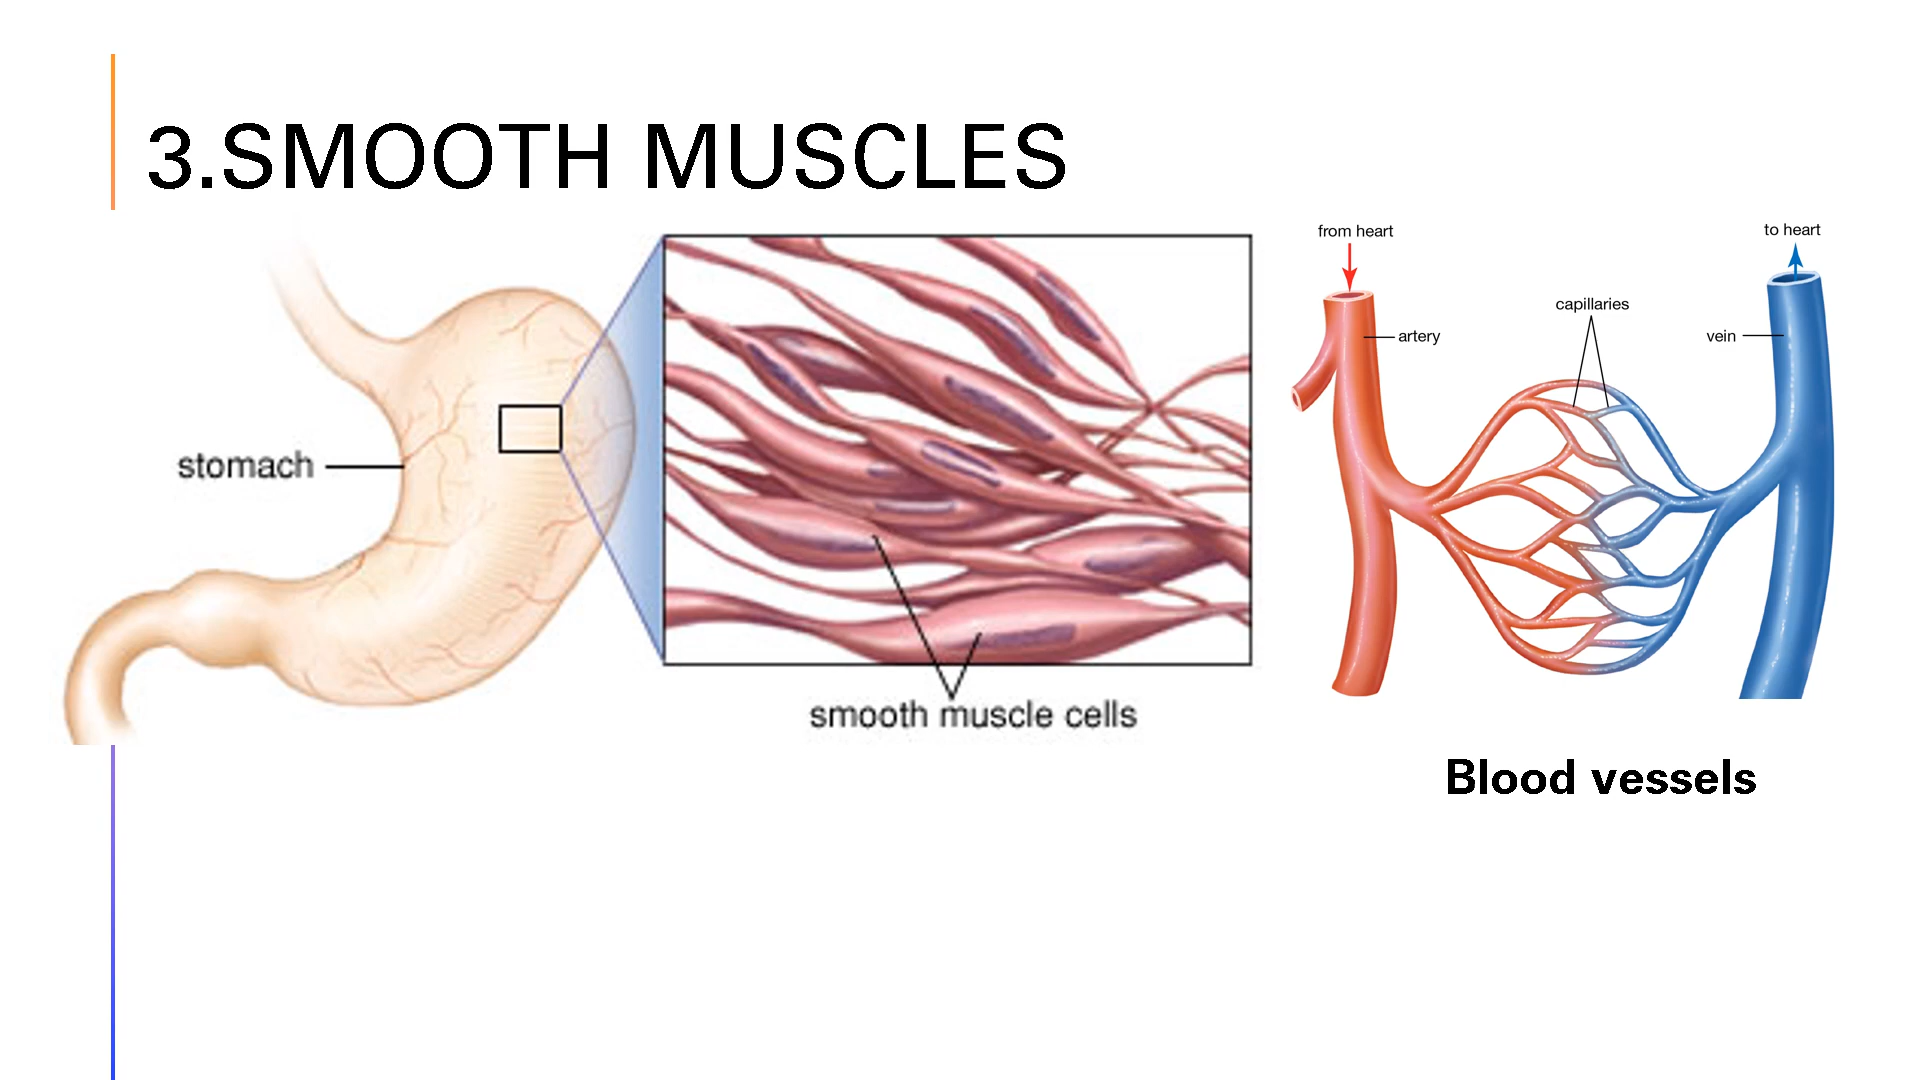 3.SMOOTH MUSCLES
stomach
smooth muscle cells
from heart
to heart
capillaries
artery
vein
Blood vessels